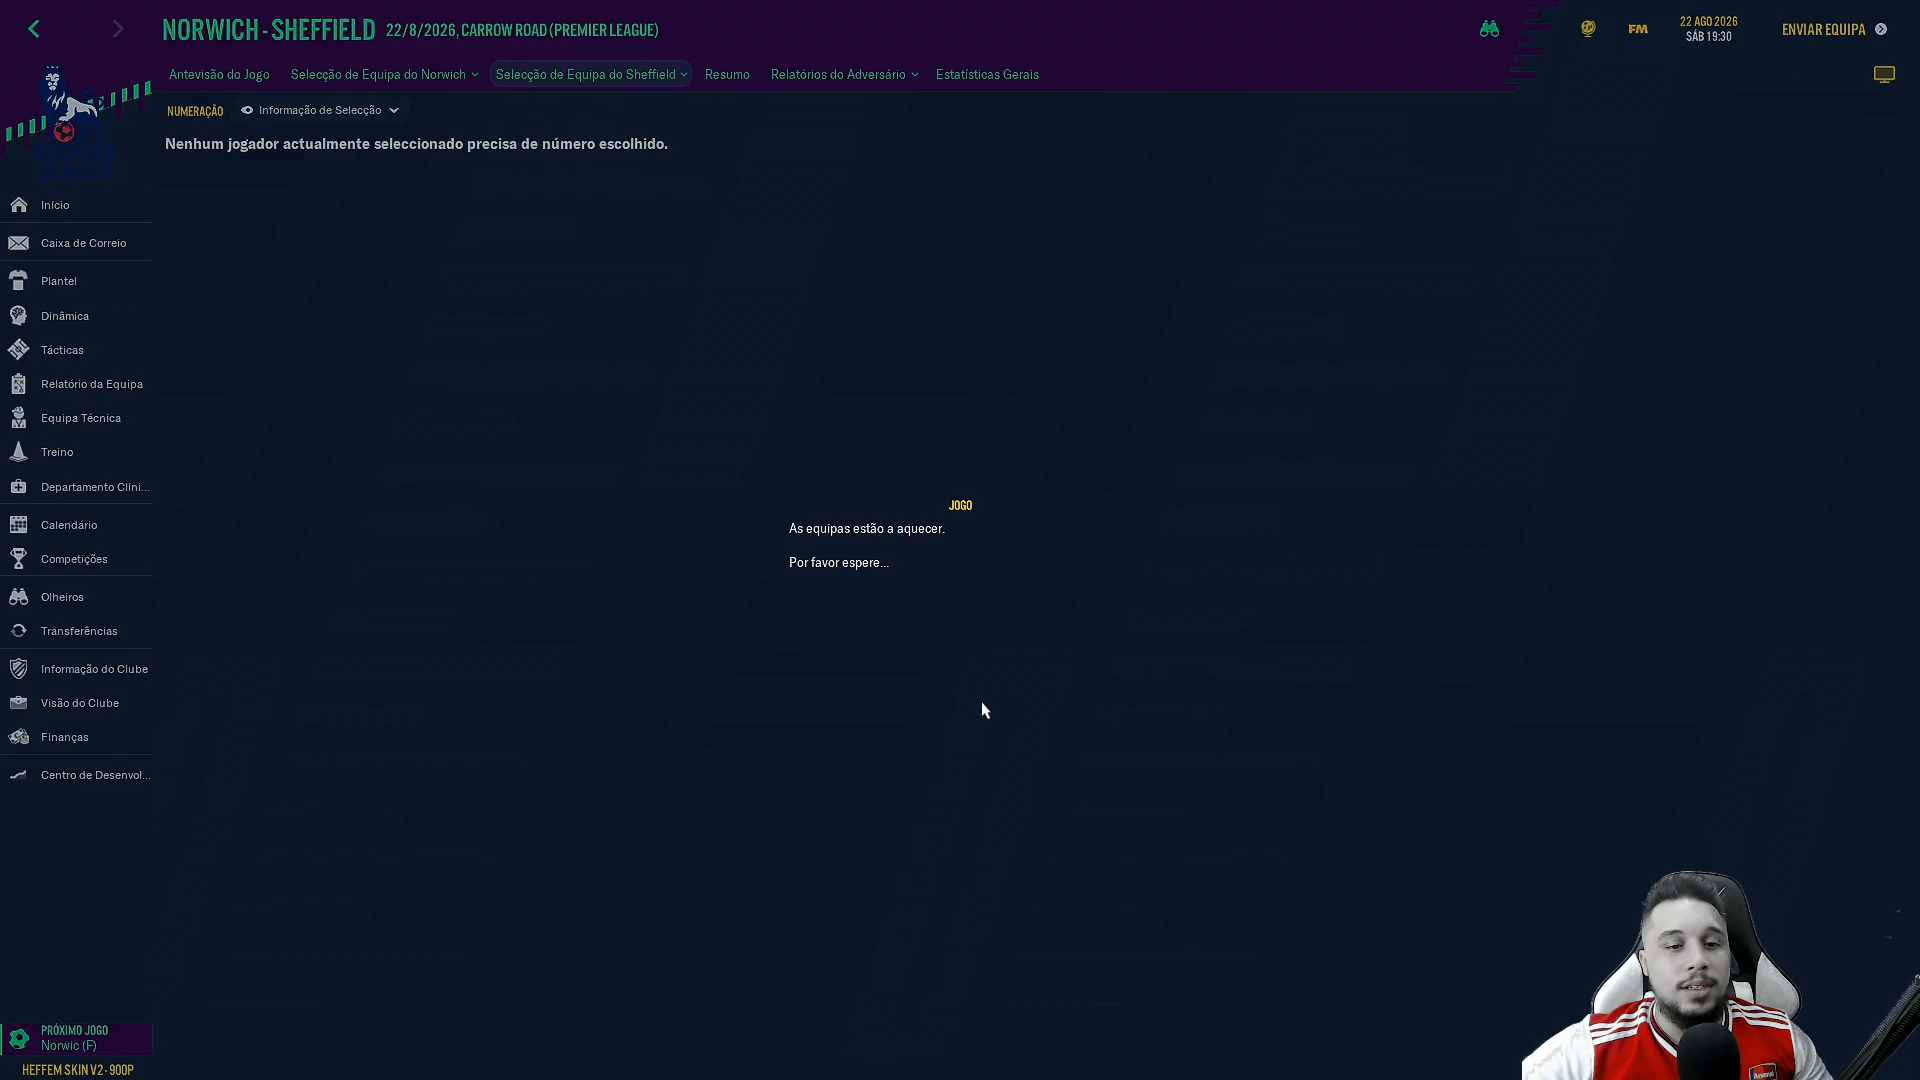 NORWICH - SHEFFIELD 22/8/2026, CARROW ROAD (PREMIER LEAGUE)
FM
22 AGO 2026
SÁB 19:30
ENVIAR EQUIPA
Antevisão do Jogo Selecção de Equipa do Norwich Selecção de Equipa do Sheffield Resumo Relatórios do Adversário Estatísticas Gerais
NUMERAÇÃO Informação de Selecção
Nenhum jogador actualmente seleccionado precisa de número escolhido.
PREMIER
LEAGUE
Início
Caixa de Correio
Plantel
Dinâmica
Tácticas
Relatório da Equipa
Equipa Técnica
Treino
Departamento Clíni...
Calendário
Competições
Olheiros
Transferências
Informação do Clube
Visão do Clube
Finanças
Centro de Desenvol...
JOGO
As equipas estão a aquecer.
Por favor espere...
PRÓXIMO JOGO
Norwic (F)
HEFFEM SKIN V2 - 900P
Arsenal